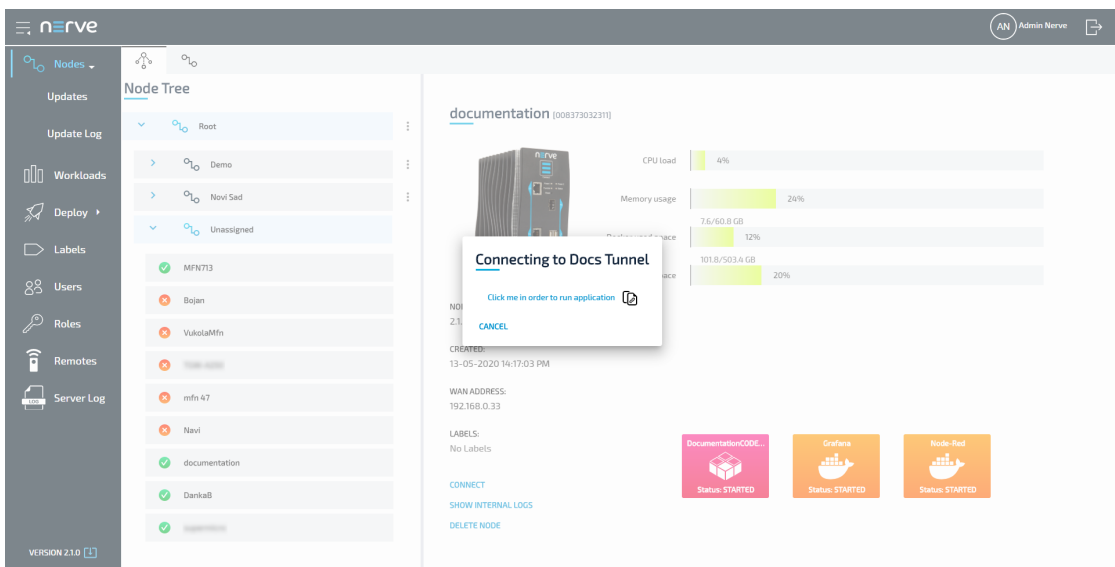 nerve
AN Admin Nerve
Nodes
Updates
Update Log
Workloads
Deploy
Labels
Users
Roles
Remotes
LOG
Server Log
VERSION 2.1.0
Node Tree
Root
Demo
Novi Sad
Unassigned
MFN713
Bojan
VukolaMfn
mfn 47
Navi
documentation
DankaB
documentation [008373032311]
nerve
CPU load 4%
Memory usage 24%
7.6/60.8 GB
12%
101.8/503.4 GB
20%
Connecting to Docs Tunnel
Click me in order to run application
CANCEL
2.1.
CREATED:
13-05-2020 14:17:03 PM
WAN ADDRESS:
192.168.0.33
LABELS:
No Labels
CONNECT
SHOW INTERNAL LOGS
DELETE NODE
DocumentationCODE...
Status: STARTED
Grafana
Status: STARTED
Node-Red
Status: STARTED